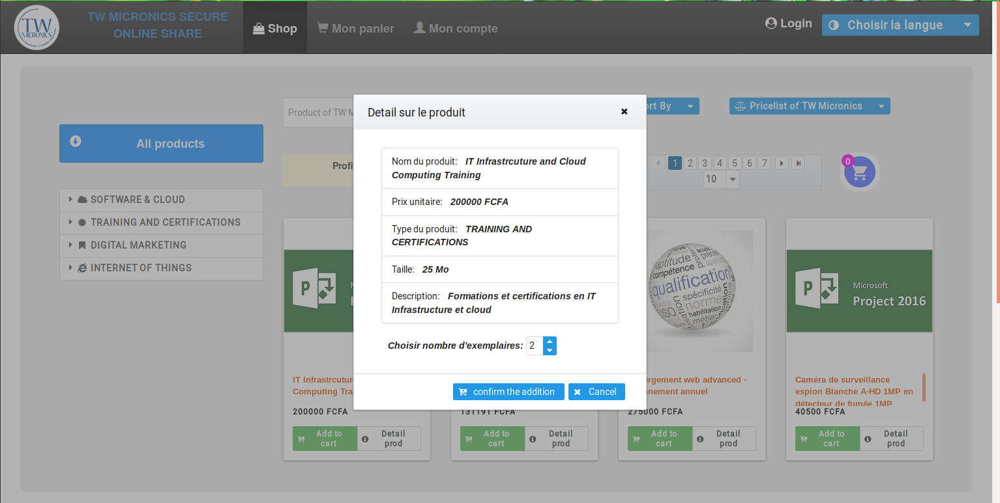 TW
MICRONICS
TW MICRONICS SECURE
ONLINE SHARE
Shop
Mon panier
Mon compte
Login
Choisir la langue
Product of TW M
ort By
Pricelist of TW Micronics
All products
Profi
1 2 3 4 5 6 7
10
0
SOFTWARE & CLOUD
TRAINING AND CERTIFICATIONS
DIGITAL MARKETING
INTERNET OF THINGS
Detail sur le produit
Nom du produit: IT Infrastrcuture and Cloud
Computing Training
Prix unitaire: 200000 FCFA
Type du produit: TRAINING AND
CERTIFICATIONS
Taille: 25 Mo
Description: Formations et certifications en IT
Infrastructure et cloud
Choisir nombre d'exemplaires: 2
confirm the addition
Cancel
P
IT Infrastrcutur
Computing Tra
200000 FCFA
Add to
cart
Detail
prod
131191 FCFA
Add to
cart
Detail
prod
aptitude
compétence
qualification
spécificité
norme
habilitation
métier
ISO
ergement web advanced -
nnement annuel
275000 FCFA
Add to
cart
Detail
prod
P
Microsoft
Project 2016
Caméra de surveillance
espion Blanche A-HD 1MP en
détecteur de fumée 1MP
40500 FCFA
Add to
cart
Detail
prod